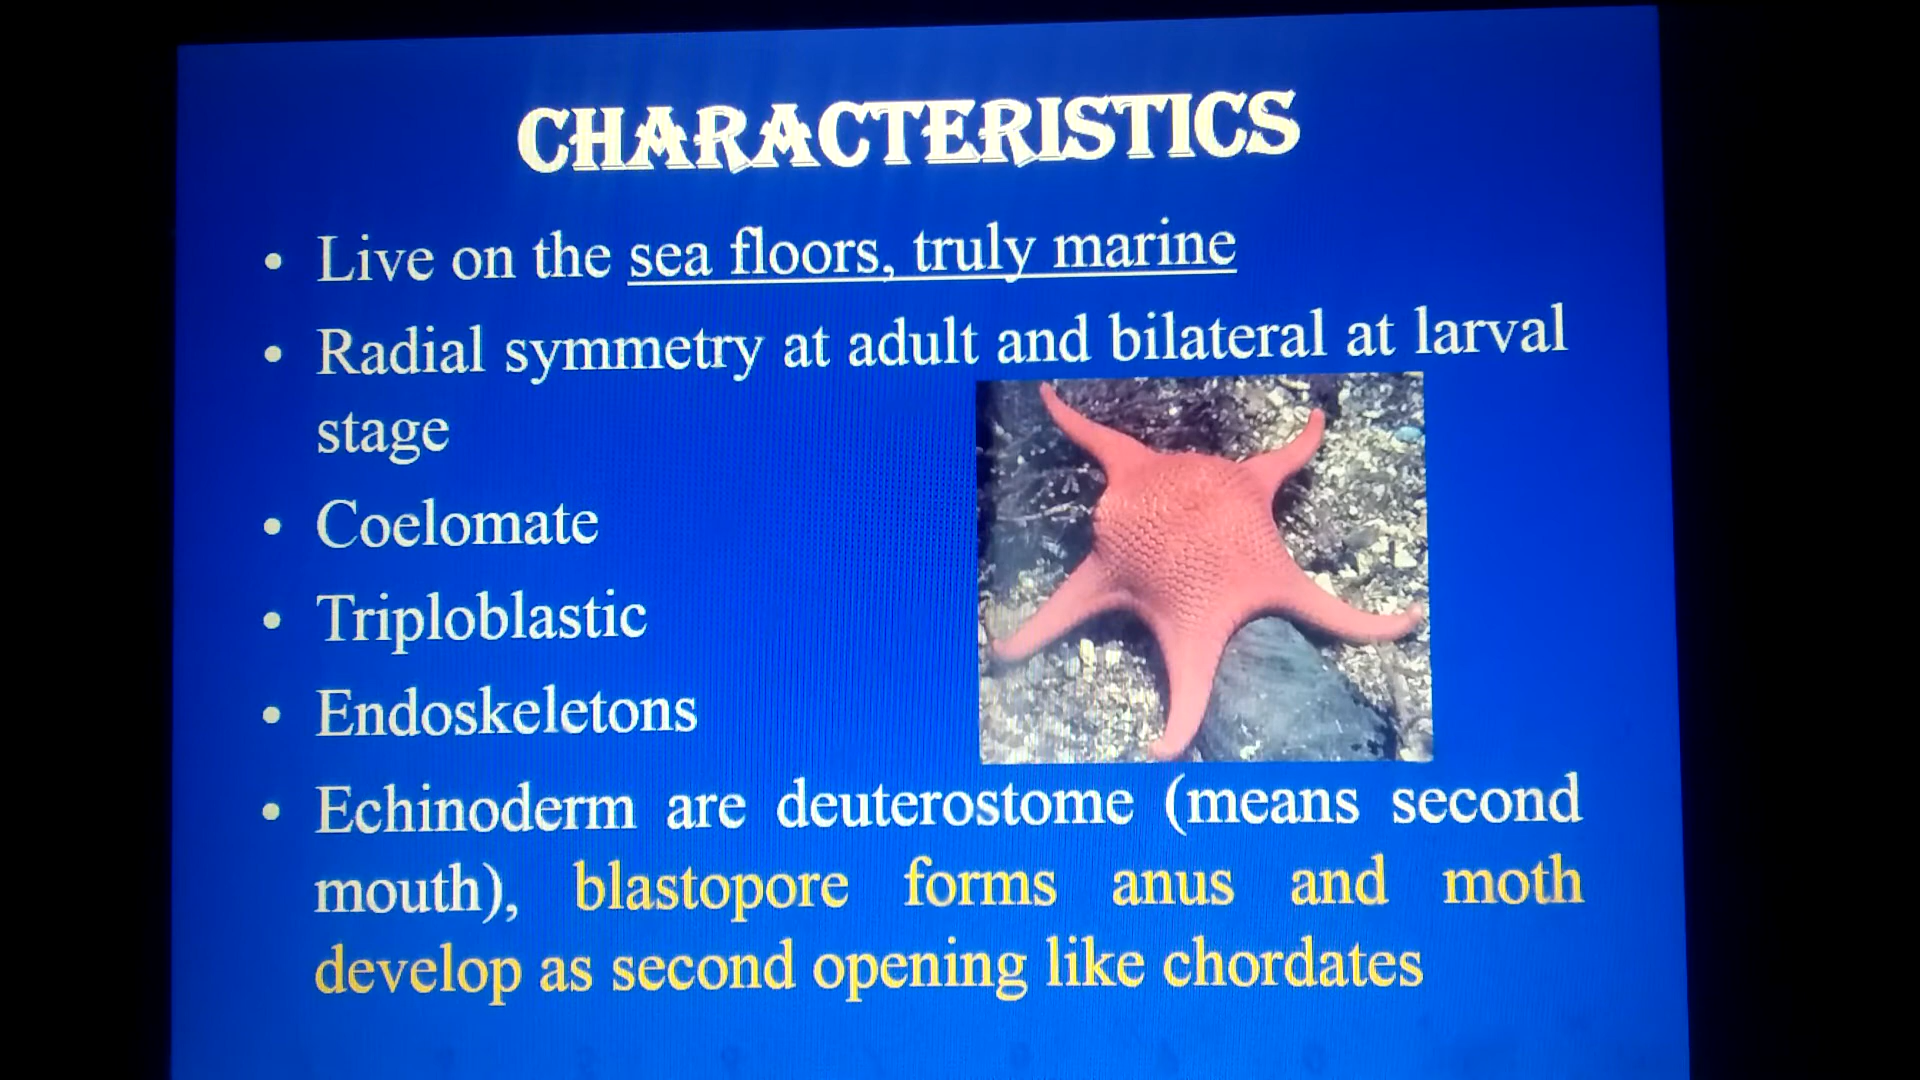 CHARACTERISTICS
• Live on the sea floors, truly marine
• Radial symmetry at adult and bilateral at larval
stage
• Coelomate
• Triploblastic
• Endoskeletons
• Echinoderm are deuterostome (means second
mouth), blastopore forms anus and moth
develop as second opening like chordates